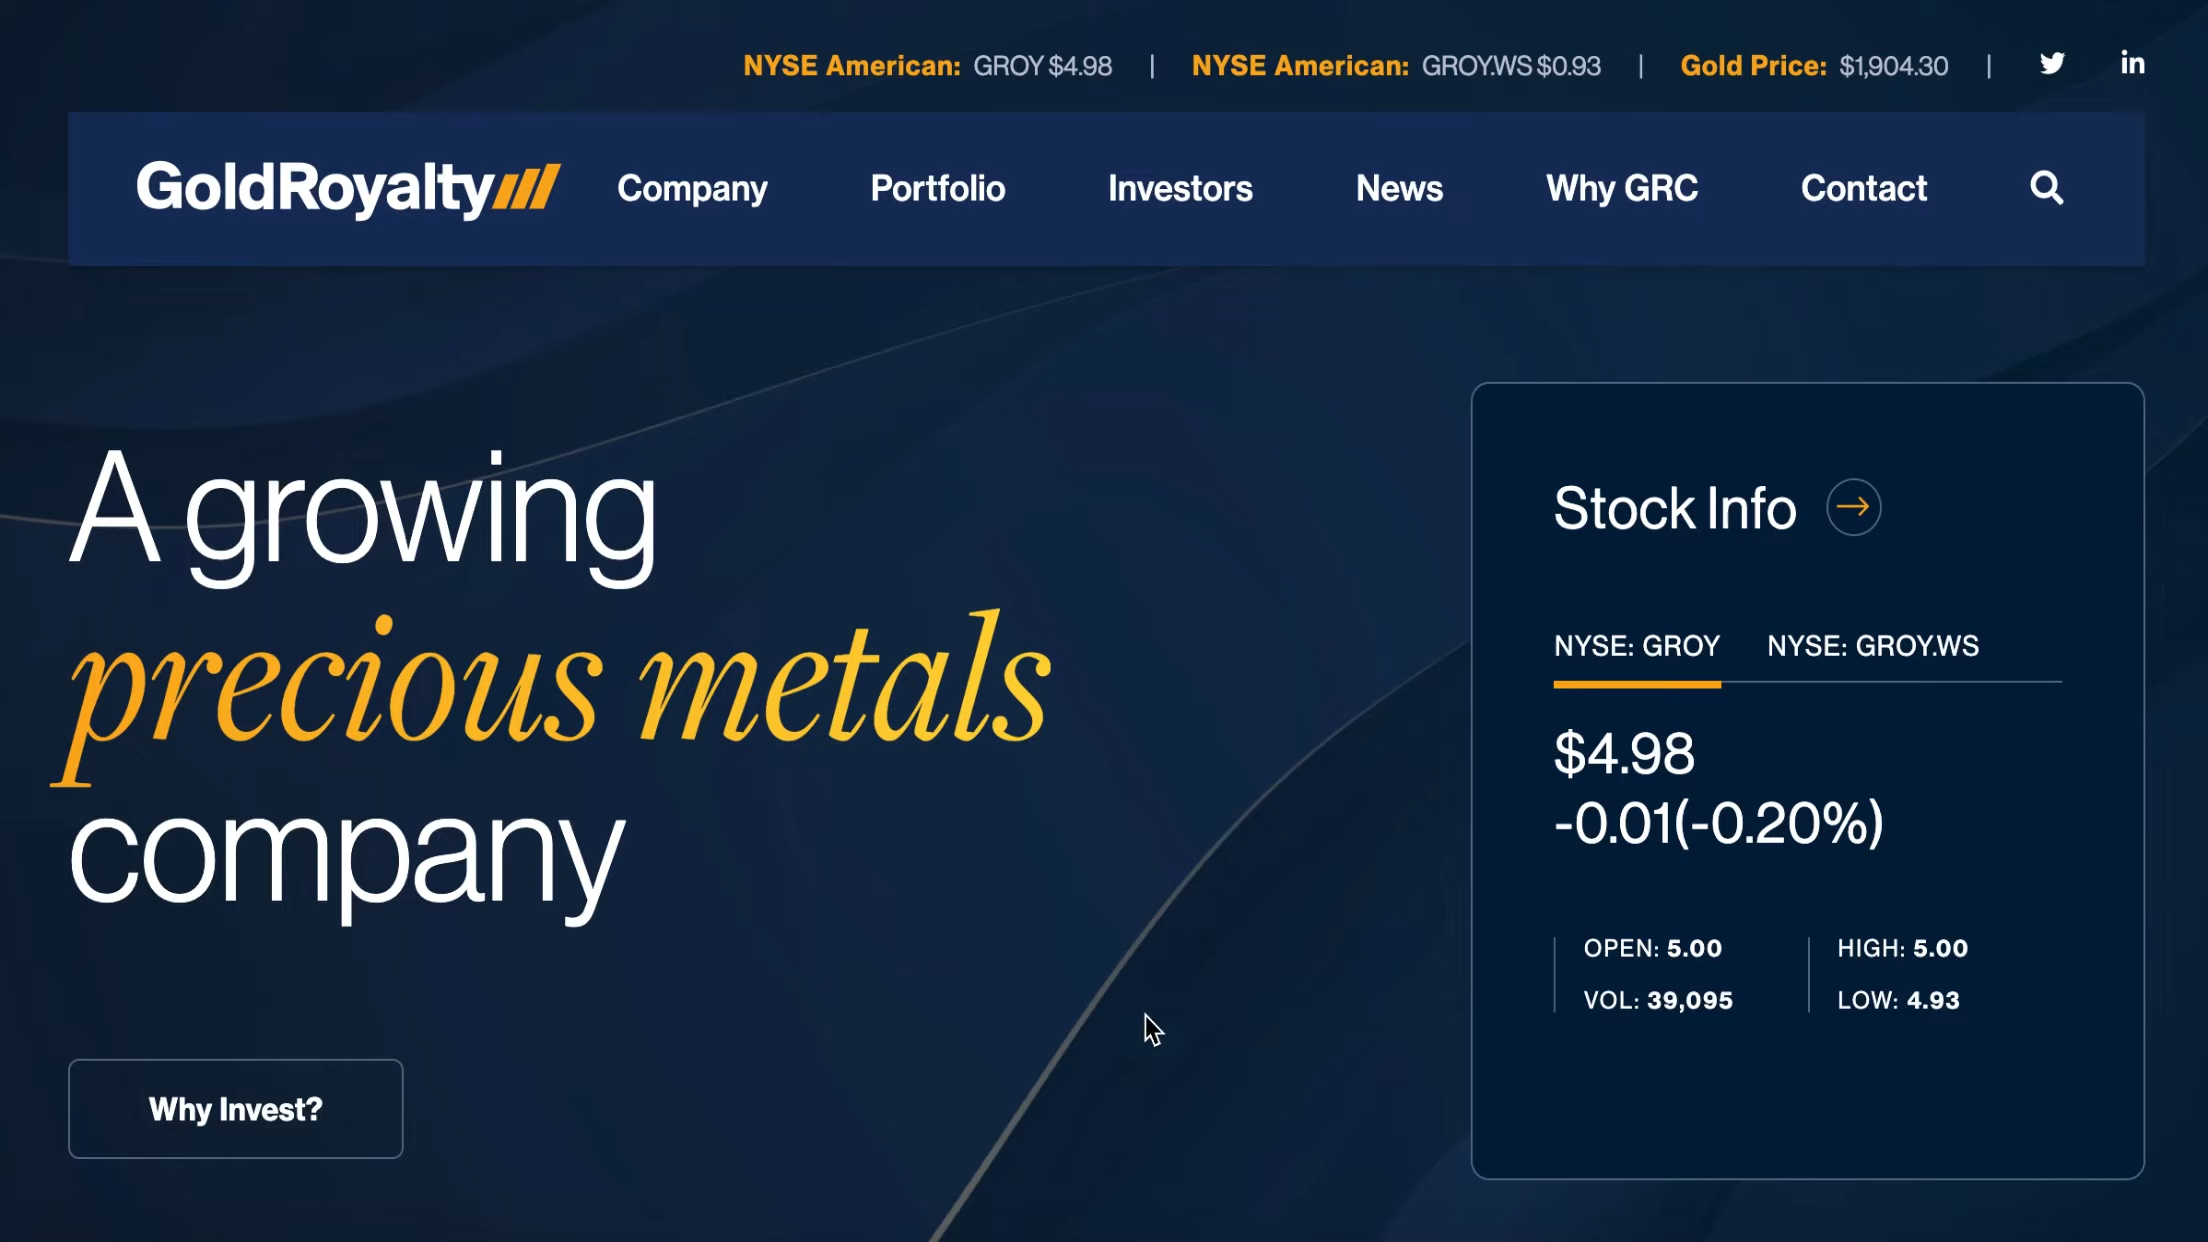 NYSE American: GROY $4.98 | NYSE American: GROY.WS $0.93 | Gold Price: $1,904.30 | in
GoldRoyalty Company Portfolio Investors News Why GRC Contact
A growing
precious metals
company
Why Invest?
Stock Info
NYSE: GROY NYSE: GROY.WS
$4.98
-0.01(-0.20%)
OPEN: 5.00 HIGH: 5.00
VOL: 39,095 LOW: 4.93